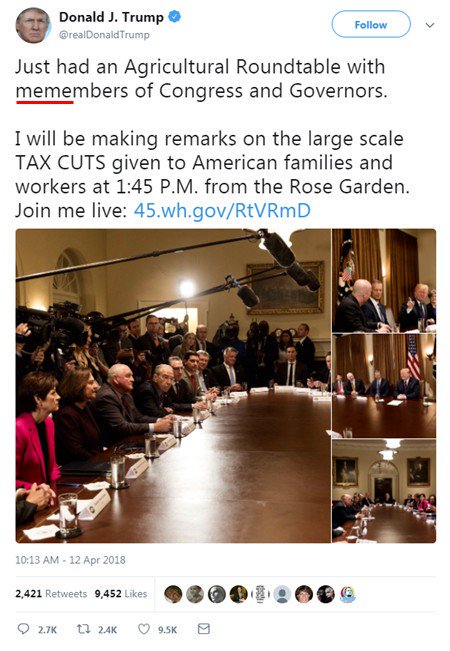 Donald J. Trump
@realDonaldTrump
Follow
Just had an Agricultural Roundtable with
memembers of Congress and Governors.
I will be making remarks on the large scale
TAX CUTS given to American families and
workers at 1:45 P.M. from the Rose Garden.
Join me live: 45.wh.gov/RtVRmD
10:13 AM - 12 Apr 2018
2,421 Retweets 9,452 Likes
2.7K 2.4K 9.5K